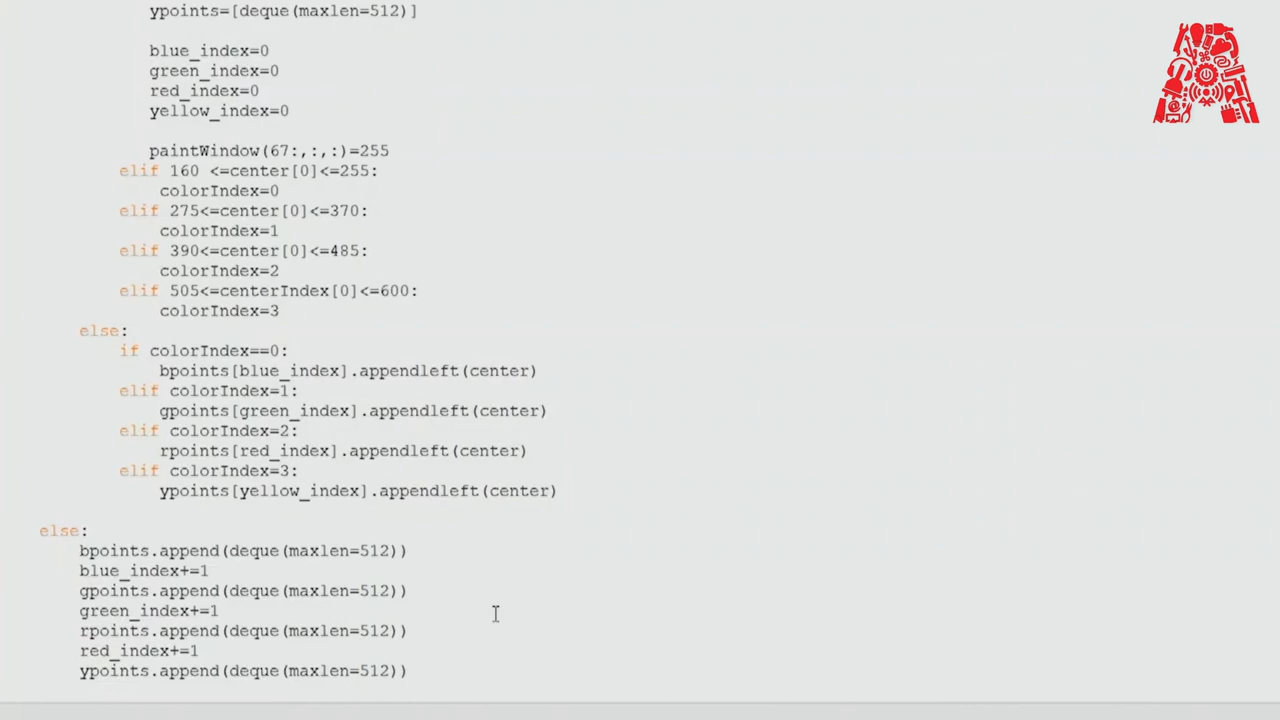 ypoints=[deque(maxlen=512)]
blue_index=0
green_index=0
red_index=0
yellow_index=0
paintWindow(67:,:,:)=255
elif 160 <=center[0]<=255:
colorIndex=0
elif 275<=center[0]<=370:
colorIndex=1
elif 390<=center[0]<=485:
colorIndex=2
elif 505<=centerIndex[0]<=600:
colorIndex=3
else:
if colorIndex==0:
bpoints[blue_index].appendleft(center)
elif colorIndex=1:
gpoints[green_index].appendleft(center)
elif colorIndex=2:
rpoints[red_index].appendleft(center)
elif colorIndex=3:
ypoints[yellow_index].appendleft(center)
else:
bpoints.append(deque(maxlen=512))
blue_index+=1
gpoints.append(deque(maxlen=512))
green_index+=1
rpoints.append(deque(maxlen=512))
red_index+=1
ypoints.append(deque(maxlen=512))